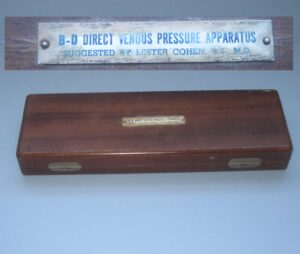 B-D DIRECT VENOUS PRESSURE APPARATUS
SUGGESTED BY LESTER COHEN, B.S., M.D.